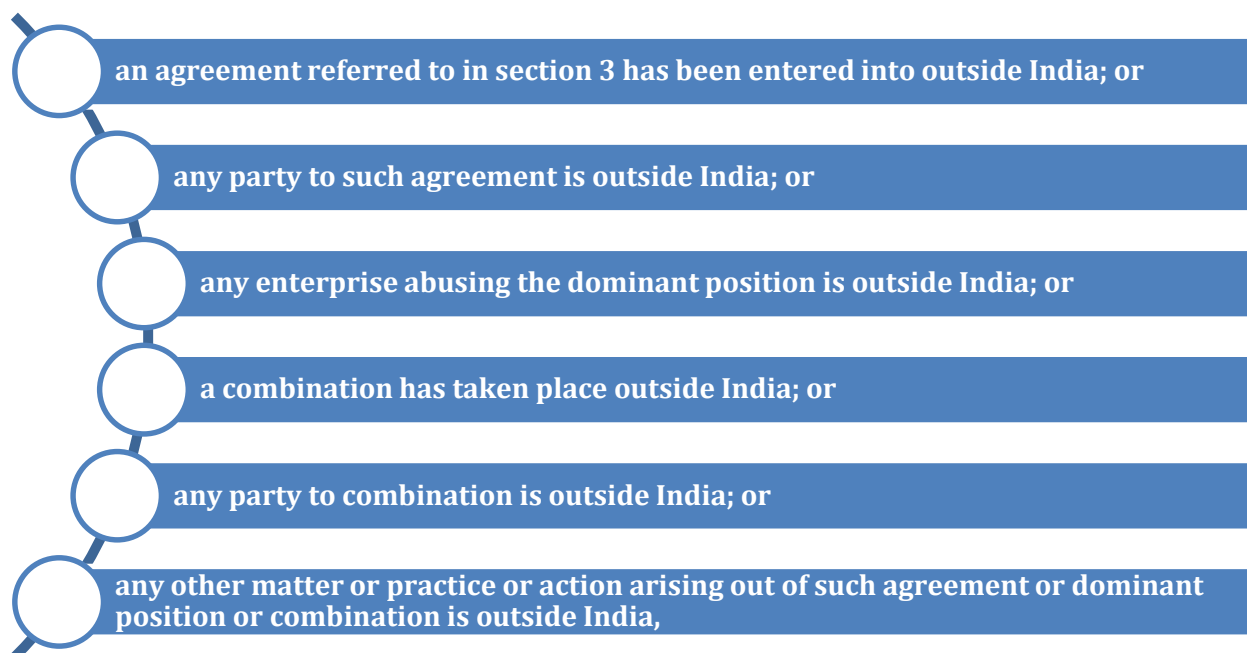 an agreement referred to in section 3 has been entered into outside India; or
any party to such agreement is outside India; or
any enterprise abusing the dominant position is outside India; or
a combination has taken place outside India; or
any party to combination is outside India; or
any other matter or practice or action arising out of such agreement or dominant
position or combination is outside India,